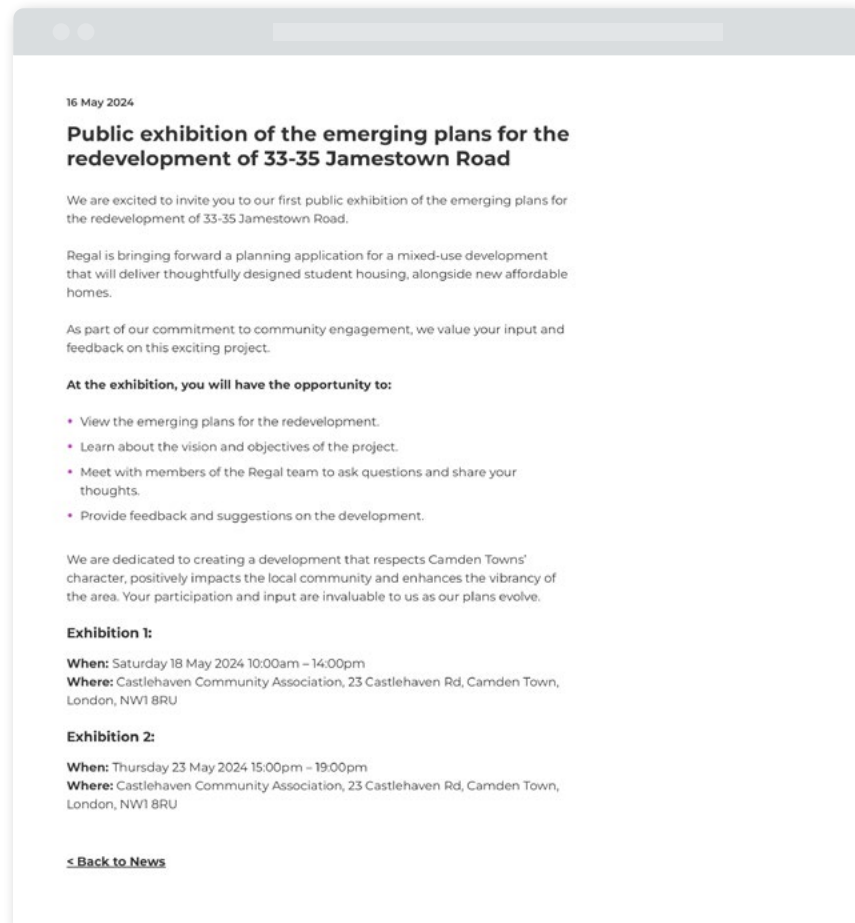 16 May 2024
Public exhibition of the emerging plans for the
redevelopment of 33-35 Jamestown Road
We are excited to invite you to our first public exhibition of the emerging plans for
the redevelopment of 33-35 Jamestown Road.
Regal is bringing forward a planning application for a mixed-use development
that will deliver thoughtfully designed student housing, alongside new affordable
homes.
As part of our commitment to community engagement, we value your input and
feedback on this exciting project.
At the exhibition, you will have the opportunity to:
• View the emerging plans for the redevelopment.
• Learn about the vision and objectives of the project.
• Meet with members of the Regal team to ask questions and share your
thoughts.
• Provide feedback and suggestions on the development.
We are dedicated to creating a development that respects Camden Towns’
character, positively impacts the local community and enhances the vibrancy of
the area. Your participation and input are invaluable to us as our plans evolve.
Exhibition 1:
When: Saturday 18 May 2024 10:00am – 14:00pm
Where: Castlehaven Community Association, 23 Castlehaven Rd, Camden Town,
London, NW1 8RU
Exhibition 2:
When: Thursday 23 May 2024 15:00pm – 19:00pm
Where: Castlehaven Community Association, 23 Castlehaven Rd, Camden Town,
London, NW1 8RU
< Back to News